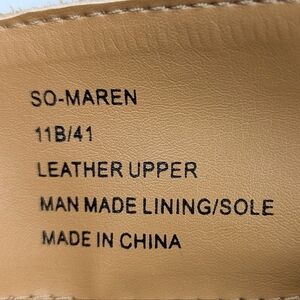 SO-MAREN
11B/41
LEATHER UPPER
MAN MADE LINING/SOLE
MADE IN CHINA